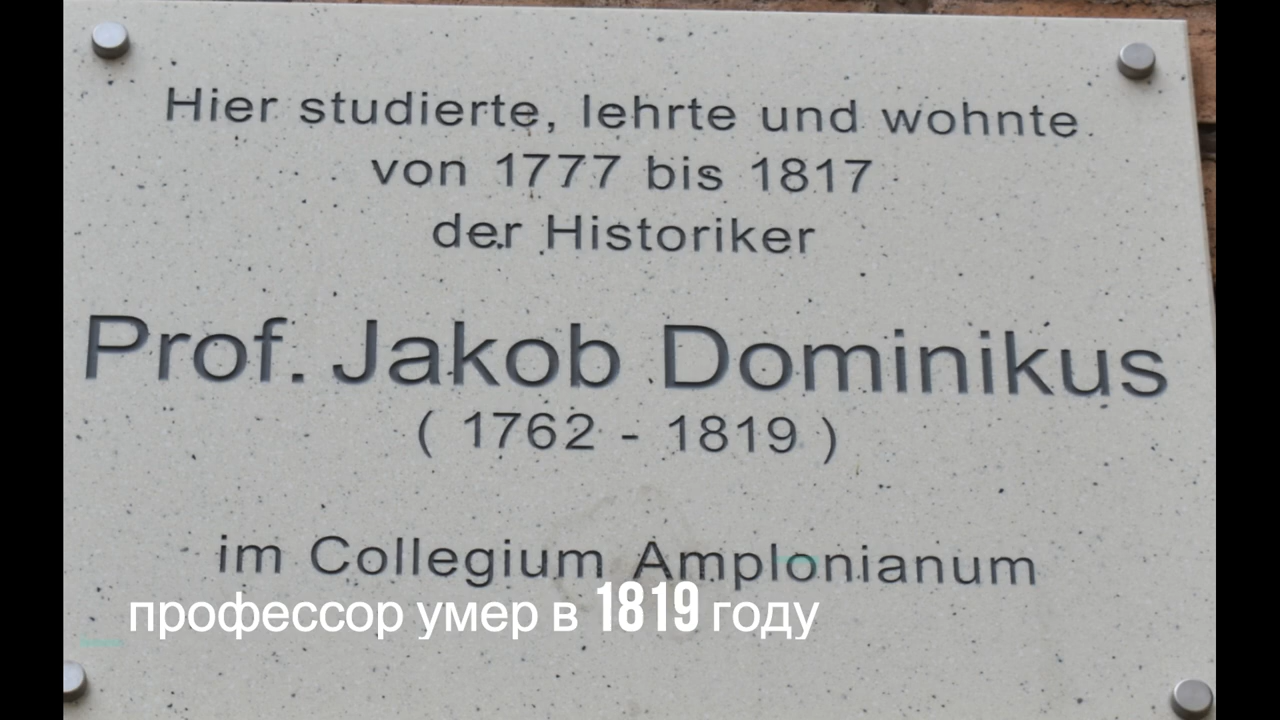 Hier studierte, lehrte und wohnte
von 1777 bis 1817
der Historiker
Prof. Jakob Dominikus
( 1762 - 1819 )
im Collegium Amplonianum
профессор умер в 1819 году